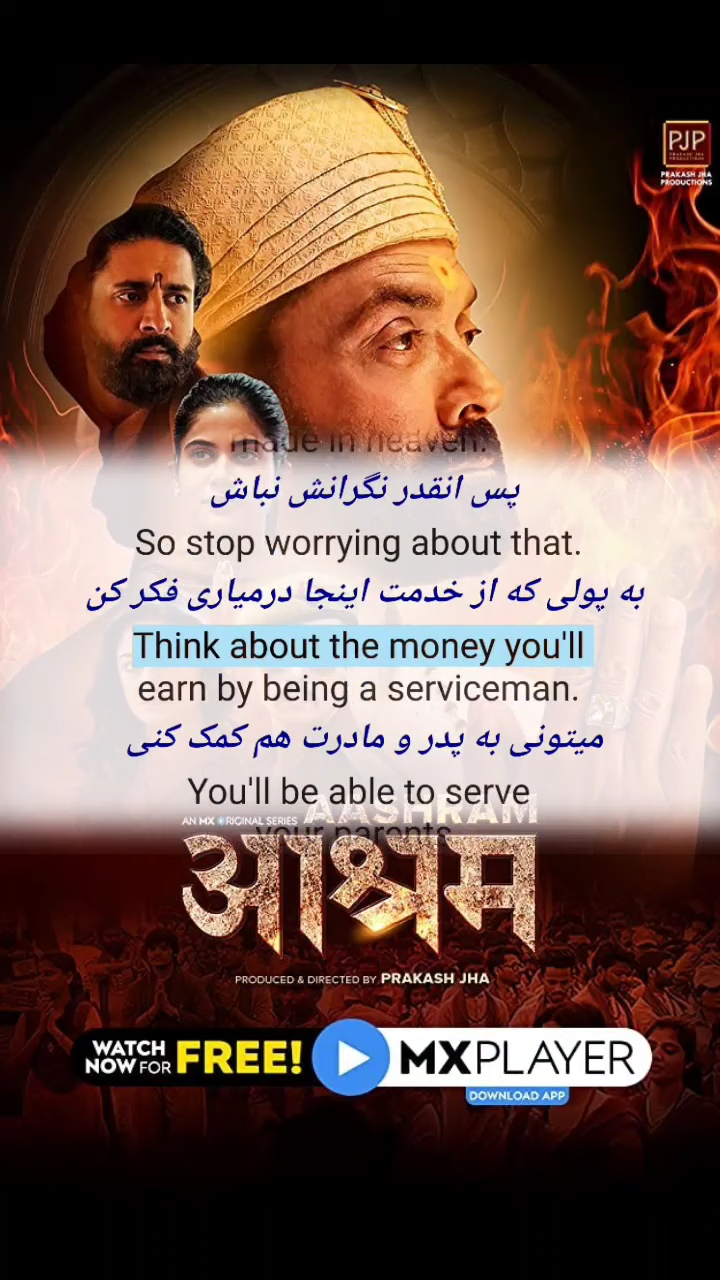 PJP
PRAKASH JHA
PRODUCTIONS
made in heaven.
پس انقدر نگرانش نباش
So stop worrying about that.
به پولی که از خدمت اینجا درمیاری فکر کن
Think about the money you'll
earn by being a serviceman.
میتونی به پدر و مادرت هم کمک کنی
You'll be able to serve
your parents
AN MX ORIGINAL SERIES AASHRAM
आश्रम
PRODUCED & DIRECTED BY PRAKASH JHA
WATCH NOW FOR FREE! MXPLAYER
DOWNLOAD APP